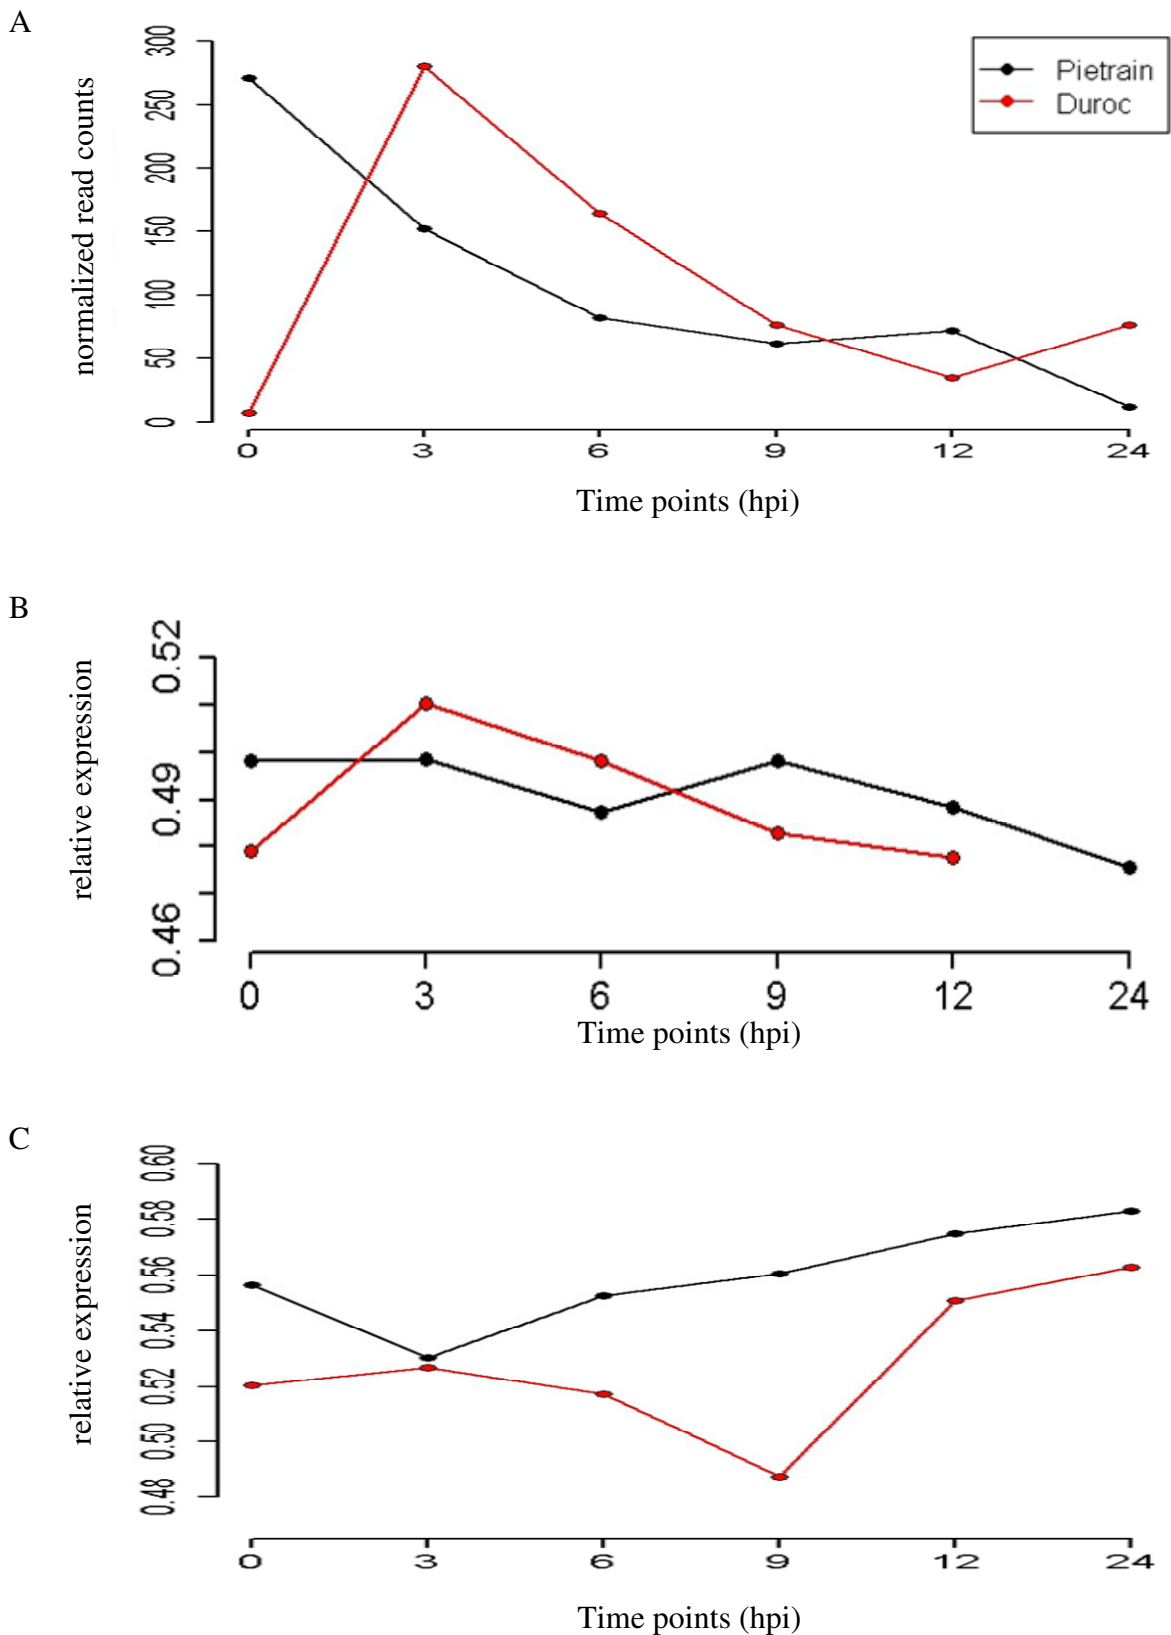 A
normalized read counts
300
250
200
150
100
50
0
Pietrain
Duroc
0 3 6 9 12 24
Time points (hpi)
B
relative expression
0.52
0.49
0.46
0 3 6 9 12 24
Time points (hpi)
C
relative expression
0.60
0.58
0.56
0.54
0.52
0.50
0.48
0 3 6 9 12 24
Time points (hpi)